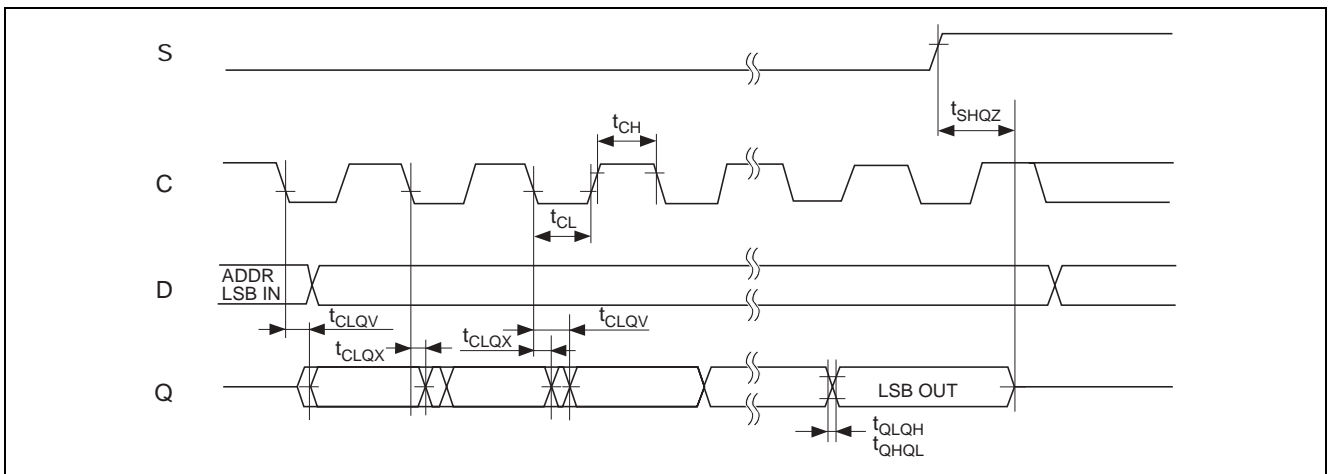 S
tSHQZ
tCH
C
tCL
ADDR
LSB IN
D
tCLQV
tCLQX
tCLQX
tCLQV
Q
LSB OUT
tQLQH
tQHQL